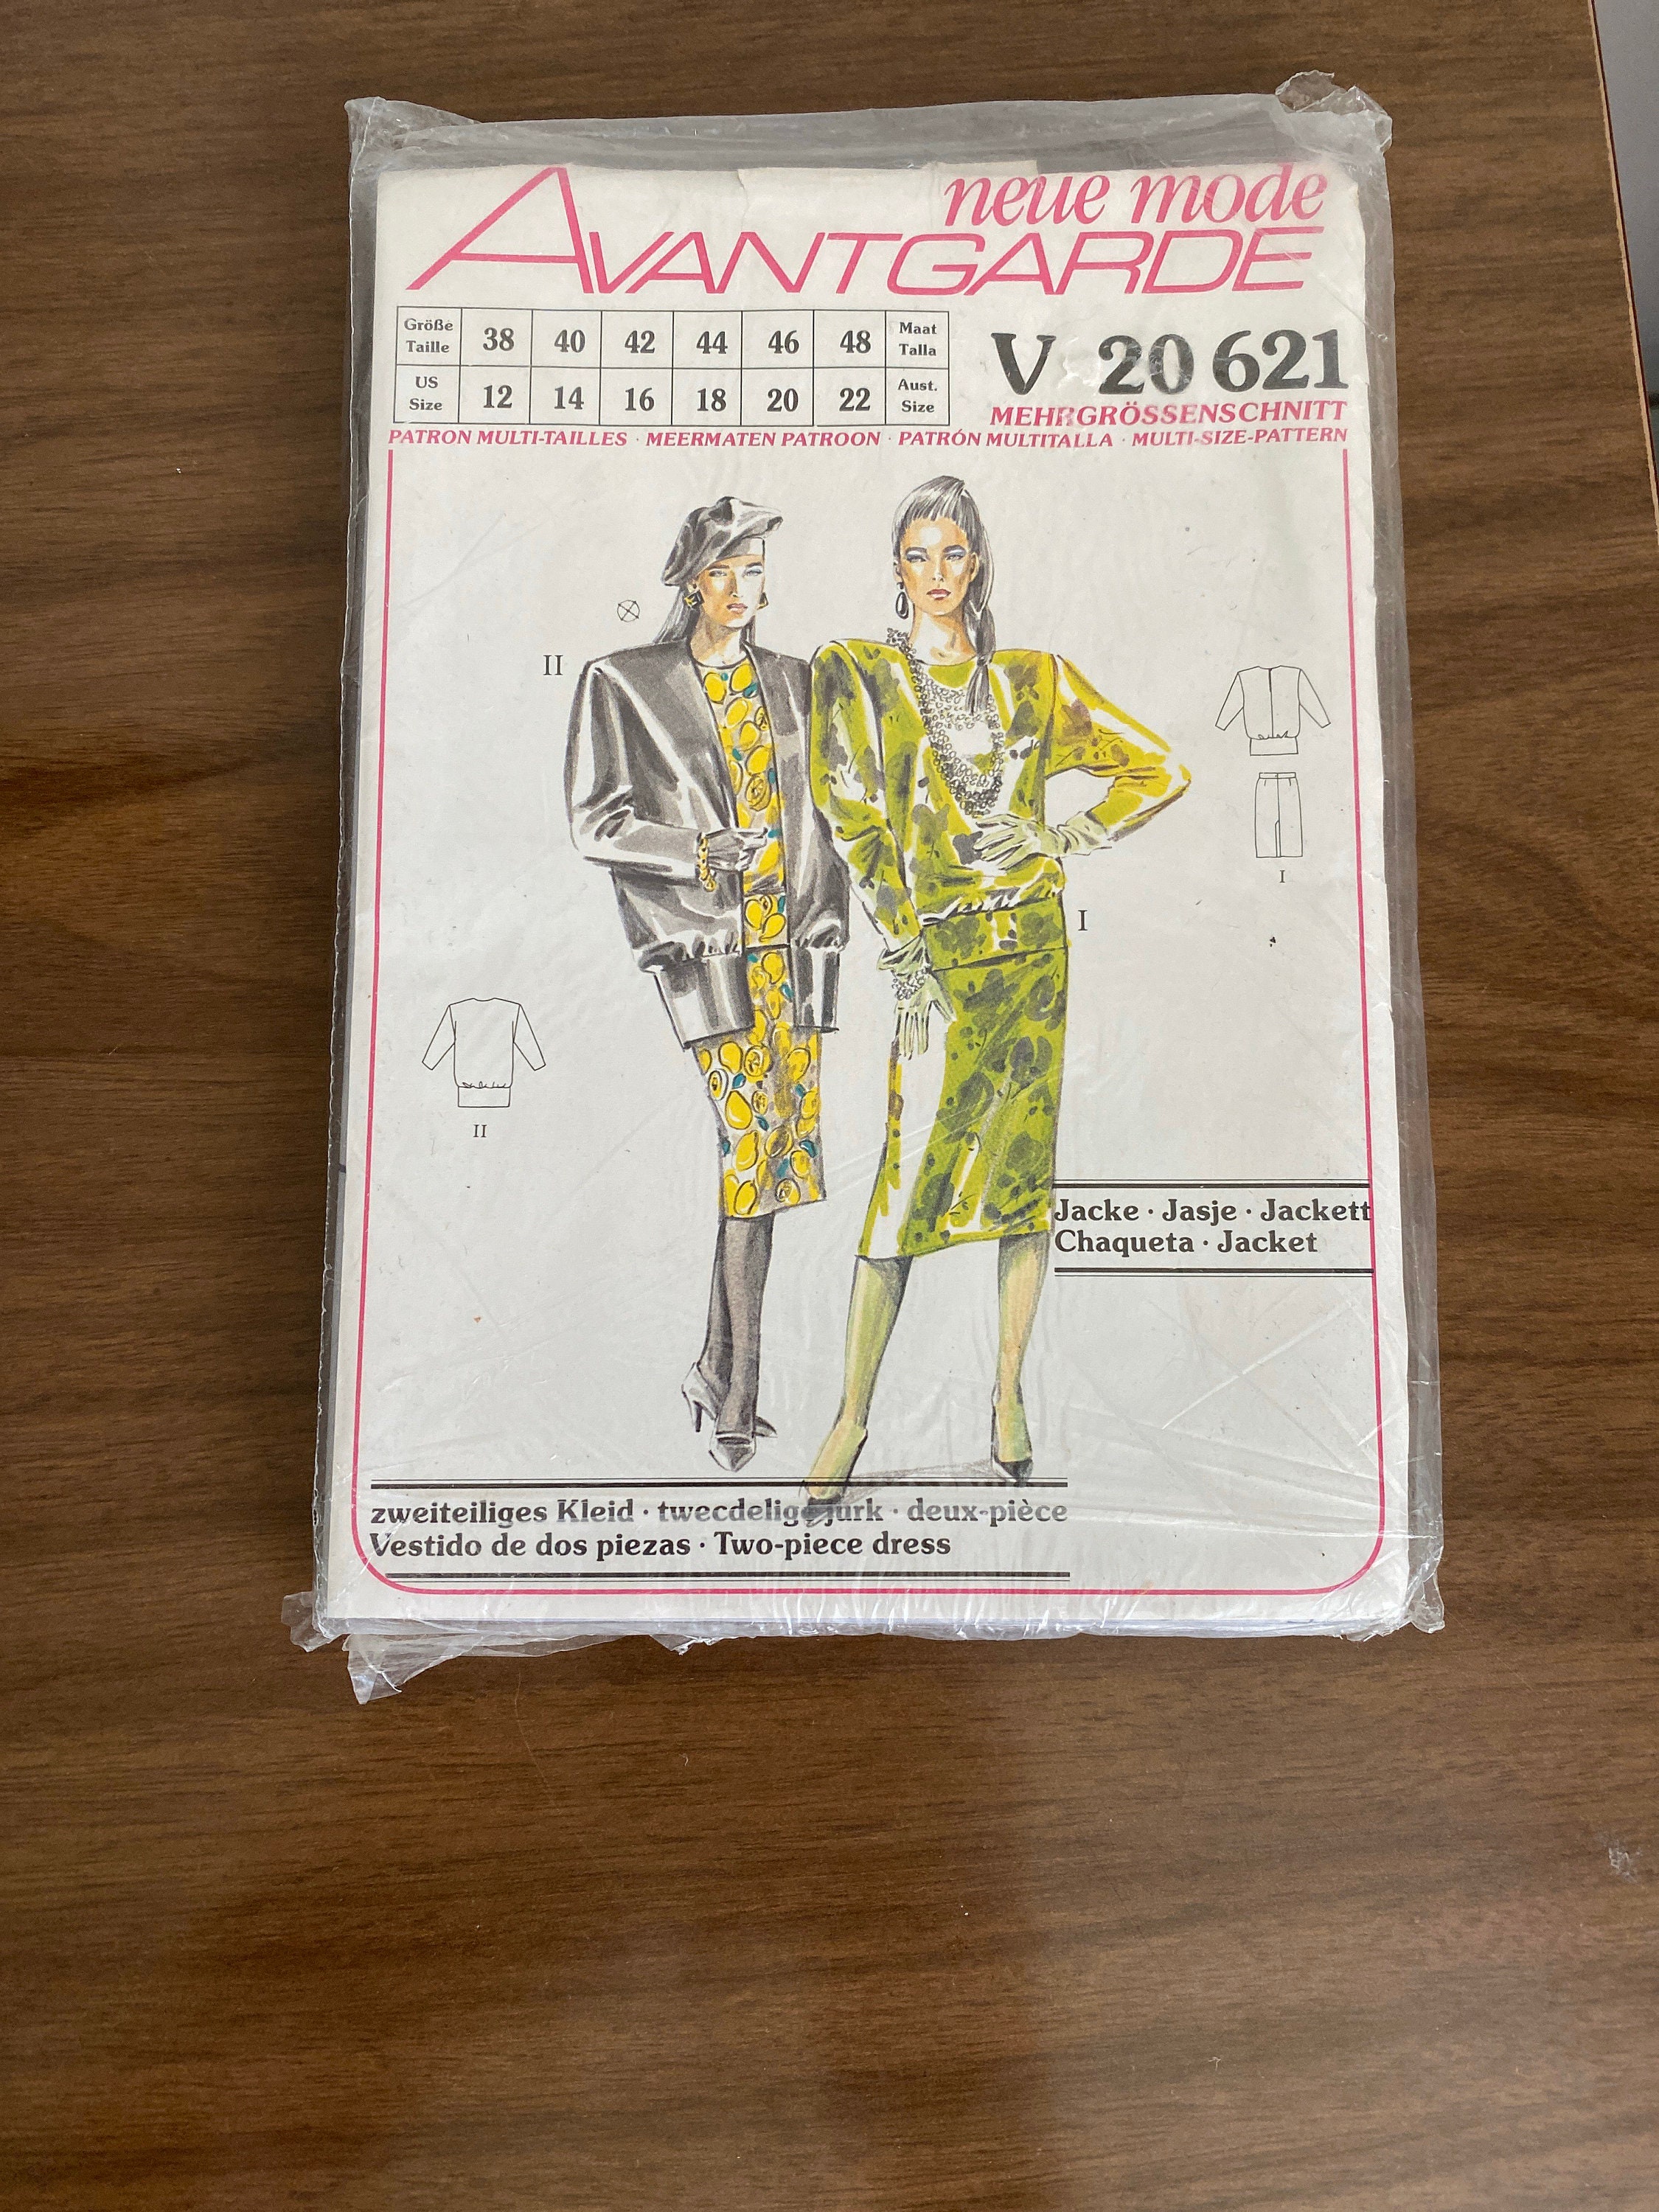 neue mode
AVANTGARDE
Größe Taille 38 40 42 44 46 48 Maat Talla
US Size 12 14 16 18 20 22 Aust. Size
V 20 621
MEHRGRÖSSENSCHNITT
PATRON MULTI-TAILLES · MEERMATEN PATROON · PATRÓN MULTITALLA · MULTI-SIZE-PATTERN
II
I
I
II
Jacke · Jasje · Jackett
Chaqueta · Jacket
zweiteiliges Kleid · tweedelige jurk · deux-pièce
Vestido de dos piezas · Two-piece dress